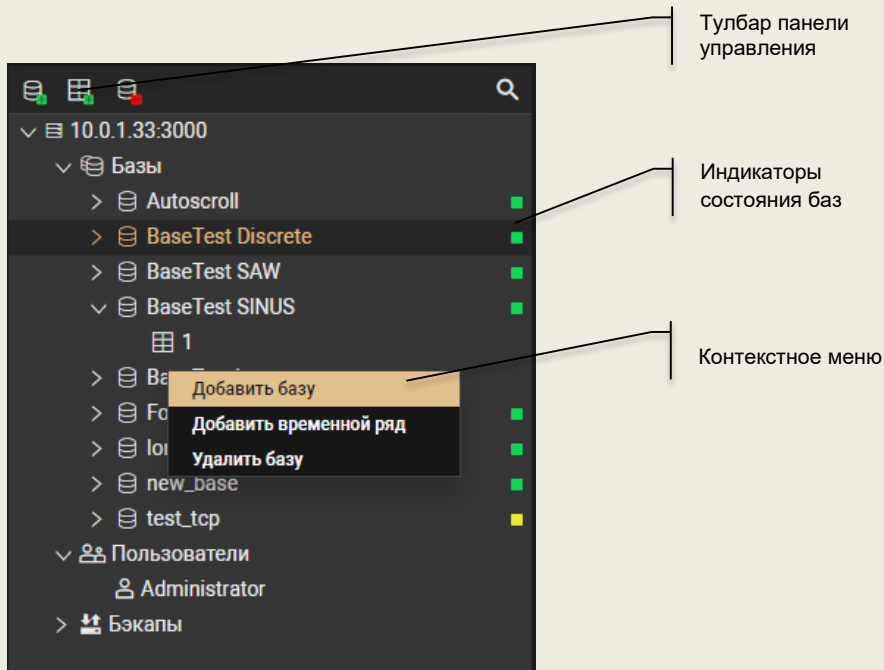 Тулбар панели
управления
10.0.1.33:3000
Базы
Autoscroll
Индикаторы
состояния баз
BaseTest Discrete
BaseTest SAW
BaseTest SINUS
1
Контекстное меню
Добавить базу
Добавить временной ряд
Удалить базу
new_base
test_tcp
Пользователи
Administrator
Бэкапы